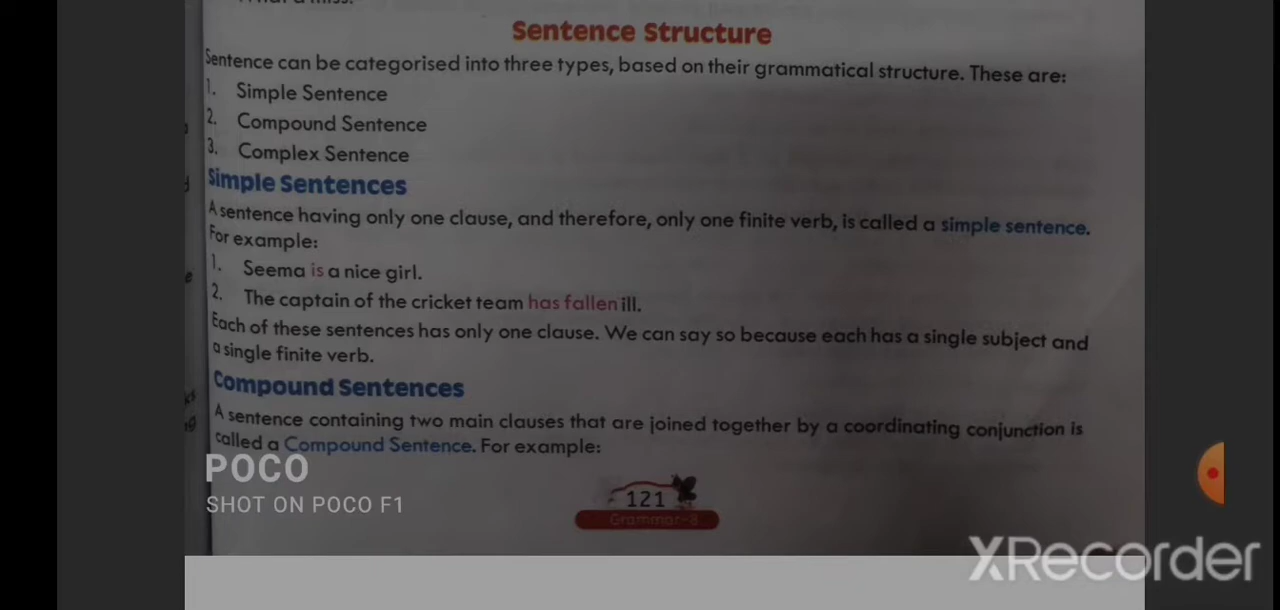 Sentence Structure
Sentence can be categorised into three types, based on their grammatical structure. These are:
1. Simple Sentence
2. Compound Sentence
3. Complex Sentence
Simple Sentences
A sentence having only one clause, and therefore, only one finite verb, is called a simple sentence.
For example:
1. Seema is a nice girl.
2. The captain of the cricket team has fallen ill.
Each of these sentences has only one clause. We can say so because each has a single subject and
a single finite verb.
Compound Sentences
A sentence containing two main clauses that are joined together by a coordinating conjunction is
called a Compound Sentence. For example:
POCO
SHOT ON POCO F1
121
Grammar-8
XRecorder